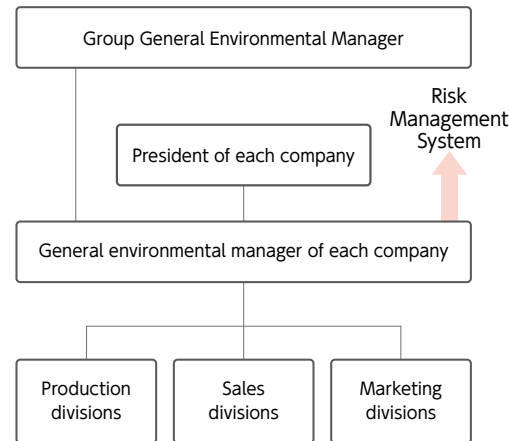 Group General Environmental Manager
Risk
Management
System
President of each company
General environmental manager of each company
Production
divisions
Sales
divisions
Marketing
divisions